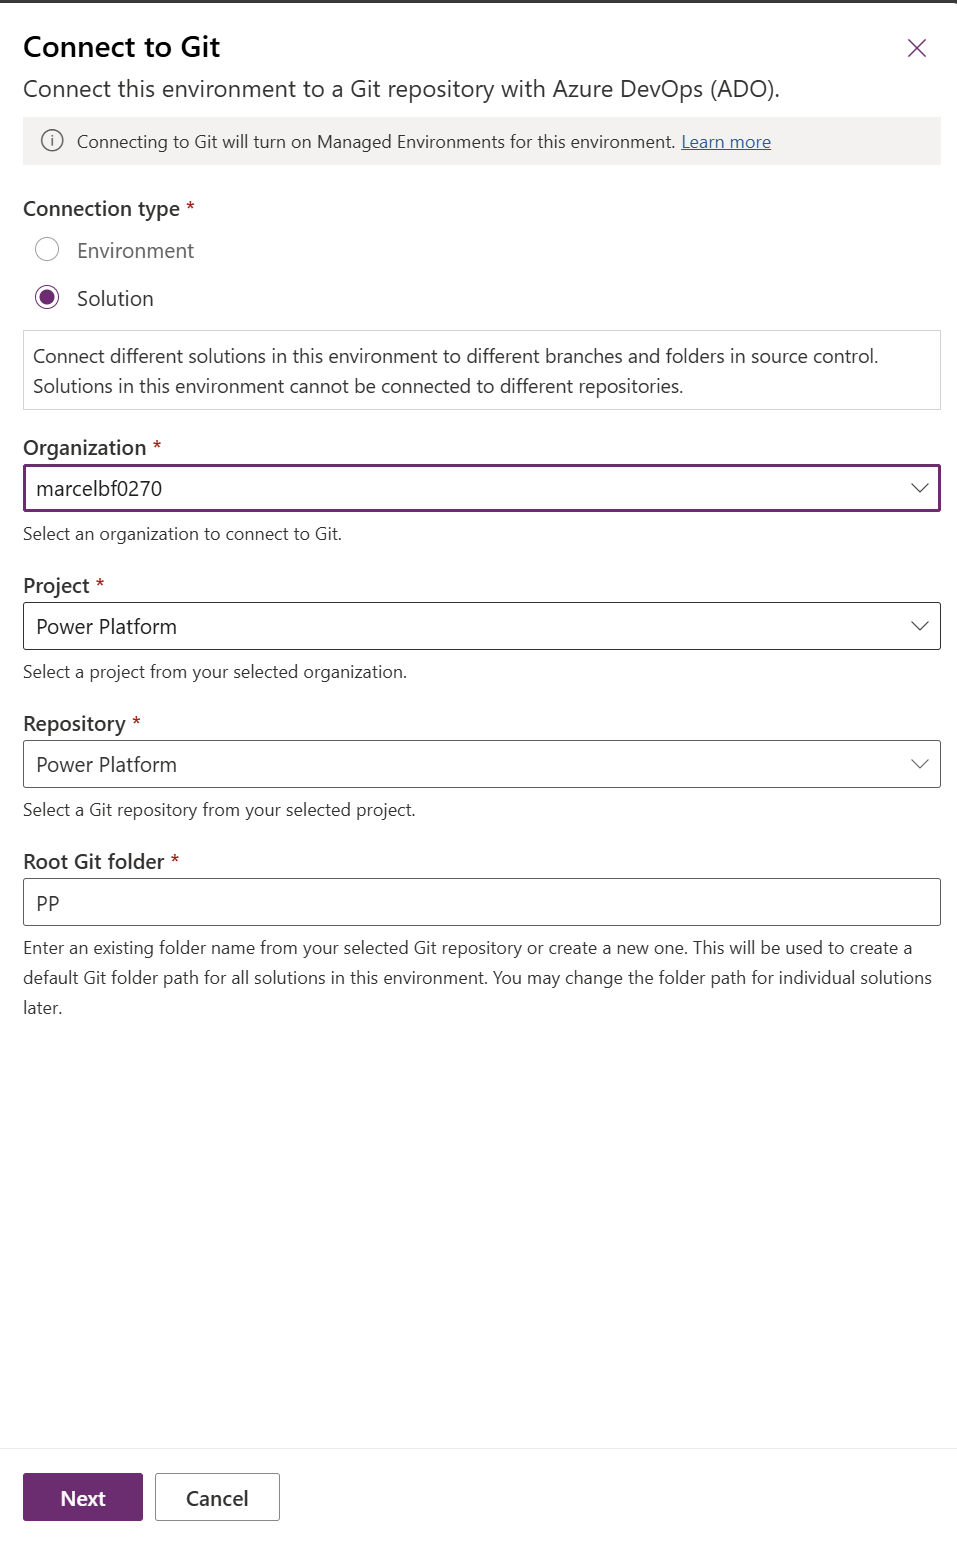 Connect to Git
Connect this environment to a Git repository with Azure DevOps (ADO).
Connecting to Git will turn on Managed Environments for this environment. Learn more
Connection type *
Environment
Solution
Connect different solutions in this environment to different branches and folders in source control.
Solutions in this environment cannot be connected to different repositories.
Organization *
marcelbf0270
Select an organization to connect to Git.
Project *
Power Platform
Select a project from your selected organization.
Repository *
Power Platform
Select a Git repository from your selected project.
Root Git folder *
PP
Enter an existing folder name from your selected Git repository or create a new one. This will be used to create a
default Git folder path for all solutions in this environment. You may change the folder path for individual solutions
later.
Next
Cancel